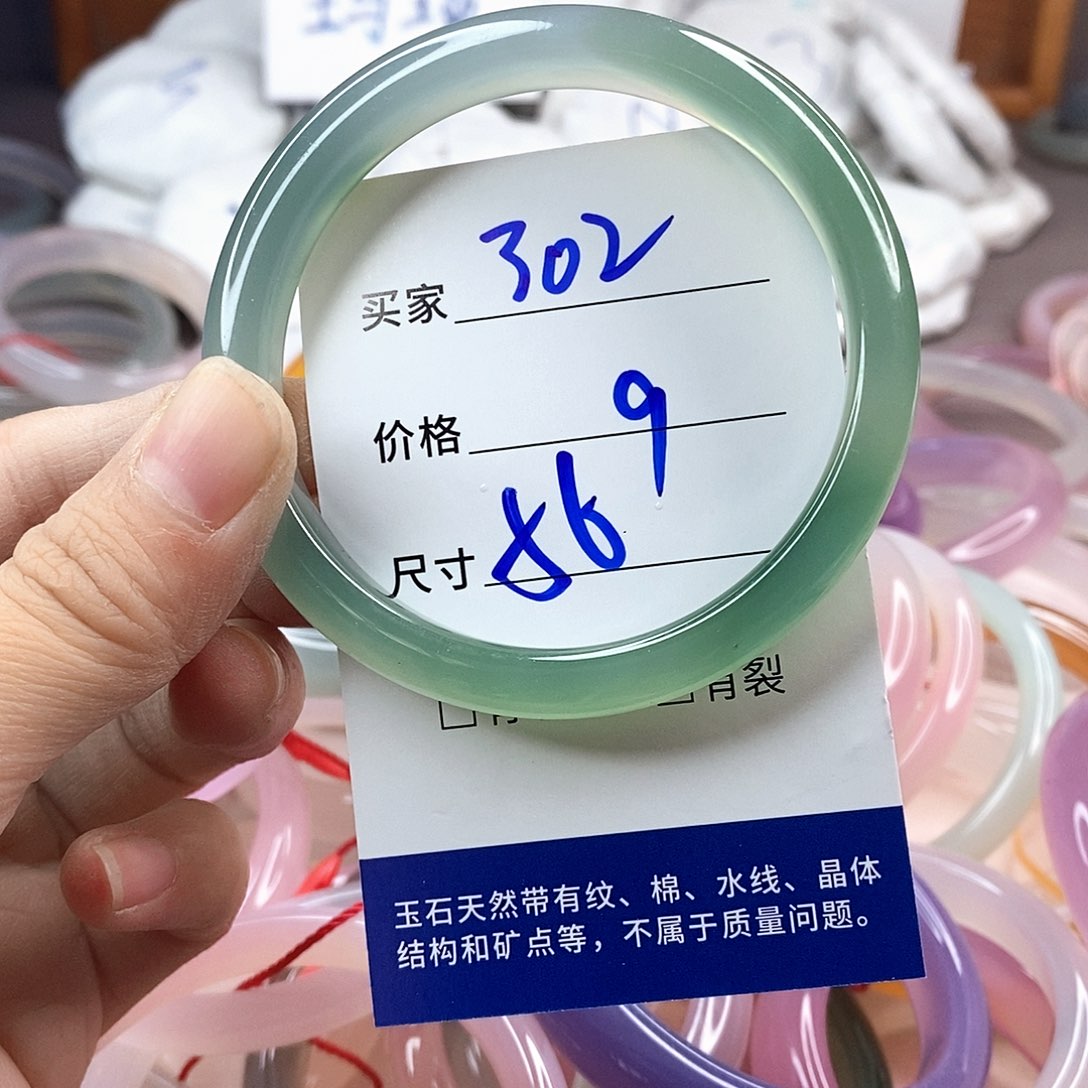 买家 302
价格 9
尺寸 56
有裂
玉石天然带有纹、棉、水线、晶体
结构和矿点等，不属于质量问题。